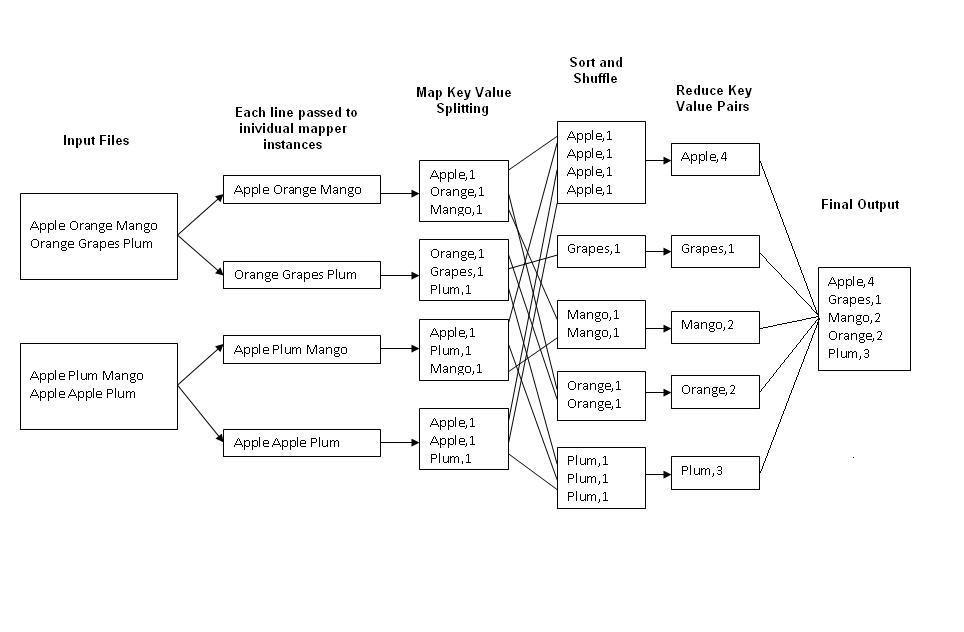 Input Files
Apple Orange Mango
Orange Grapes Plum
Apple Plum Mango
Apple Apple Plum
Each line passed to
inividual mapper
instances
Apple Orange Mango
Orange Grapes Plum
Apple Plum Mango
Apple Apple Plum
Map Key Value
Splitting
Apple,1
Orange,1
Mango,1
Orange,1
Grapes,1
Plum,1
Apple,1
Plum,1
Mango,1
Apple,1
Apple,1
Plum,1
Sort and
Shuffle
Apple,1
Apple,1
Apple,1
Apple,1
Grapes,1
Mango,1
Mango,1
Orange,1
Orange,1
Plum,1
Plum,1
Plum,1
Reduce Key
Value Pairs
Apple,4
Grapes,1
Mango,2
Orange,2
Plum,3
Final Output
Apple,4
Grapes,1
Mango,2
Orange,2
Plum,3